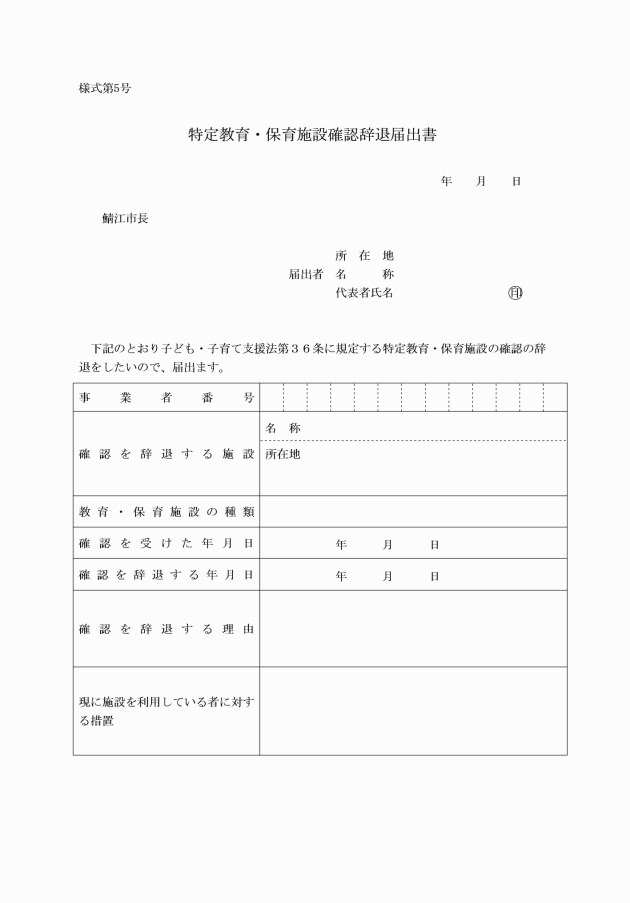 様式第5号
特定教育・保育施設確認辞退届出書
年　　月　　日
鯖江市長
所　在　地
届出者　名　　　称
代表者氏名　　　　　　　　　　㊞
下記のとおり子ども・子育て支援法第３６条に規定する特定教育・保育施設の確認の辞
退をしたいので、届出ます。
事業者番号
名　称
確認を辞退する施設
所在地
教育・保育施設の種類
確認を受けた年月日　　年　　月　　日
確認を辞退する年月日　　年　　月　　日
確認を辞退する理由
現に施設を利用している者に対す
る措置